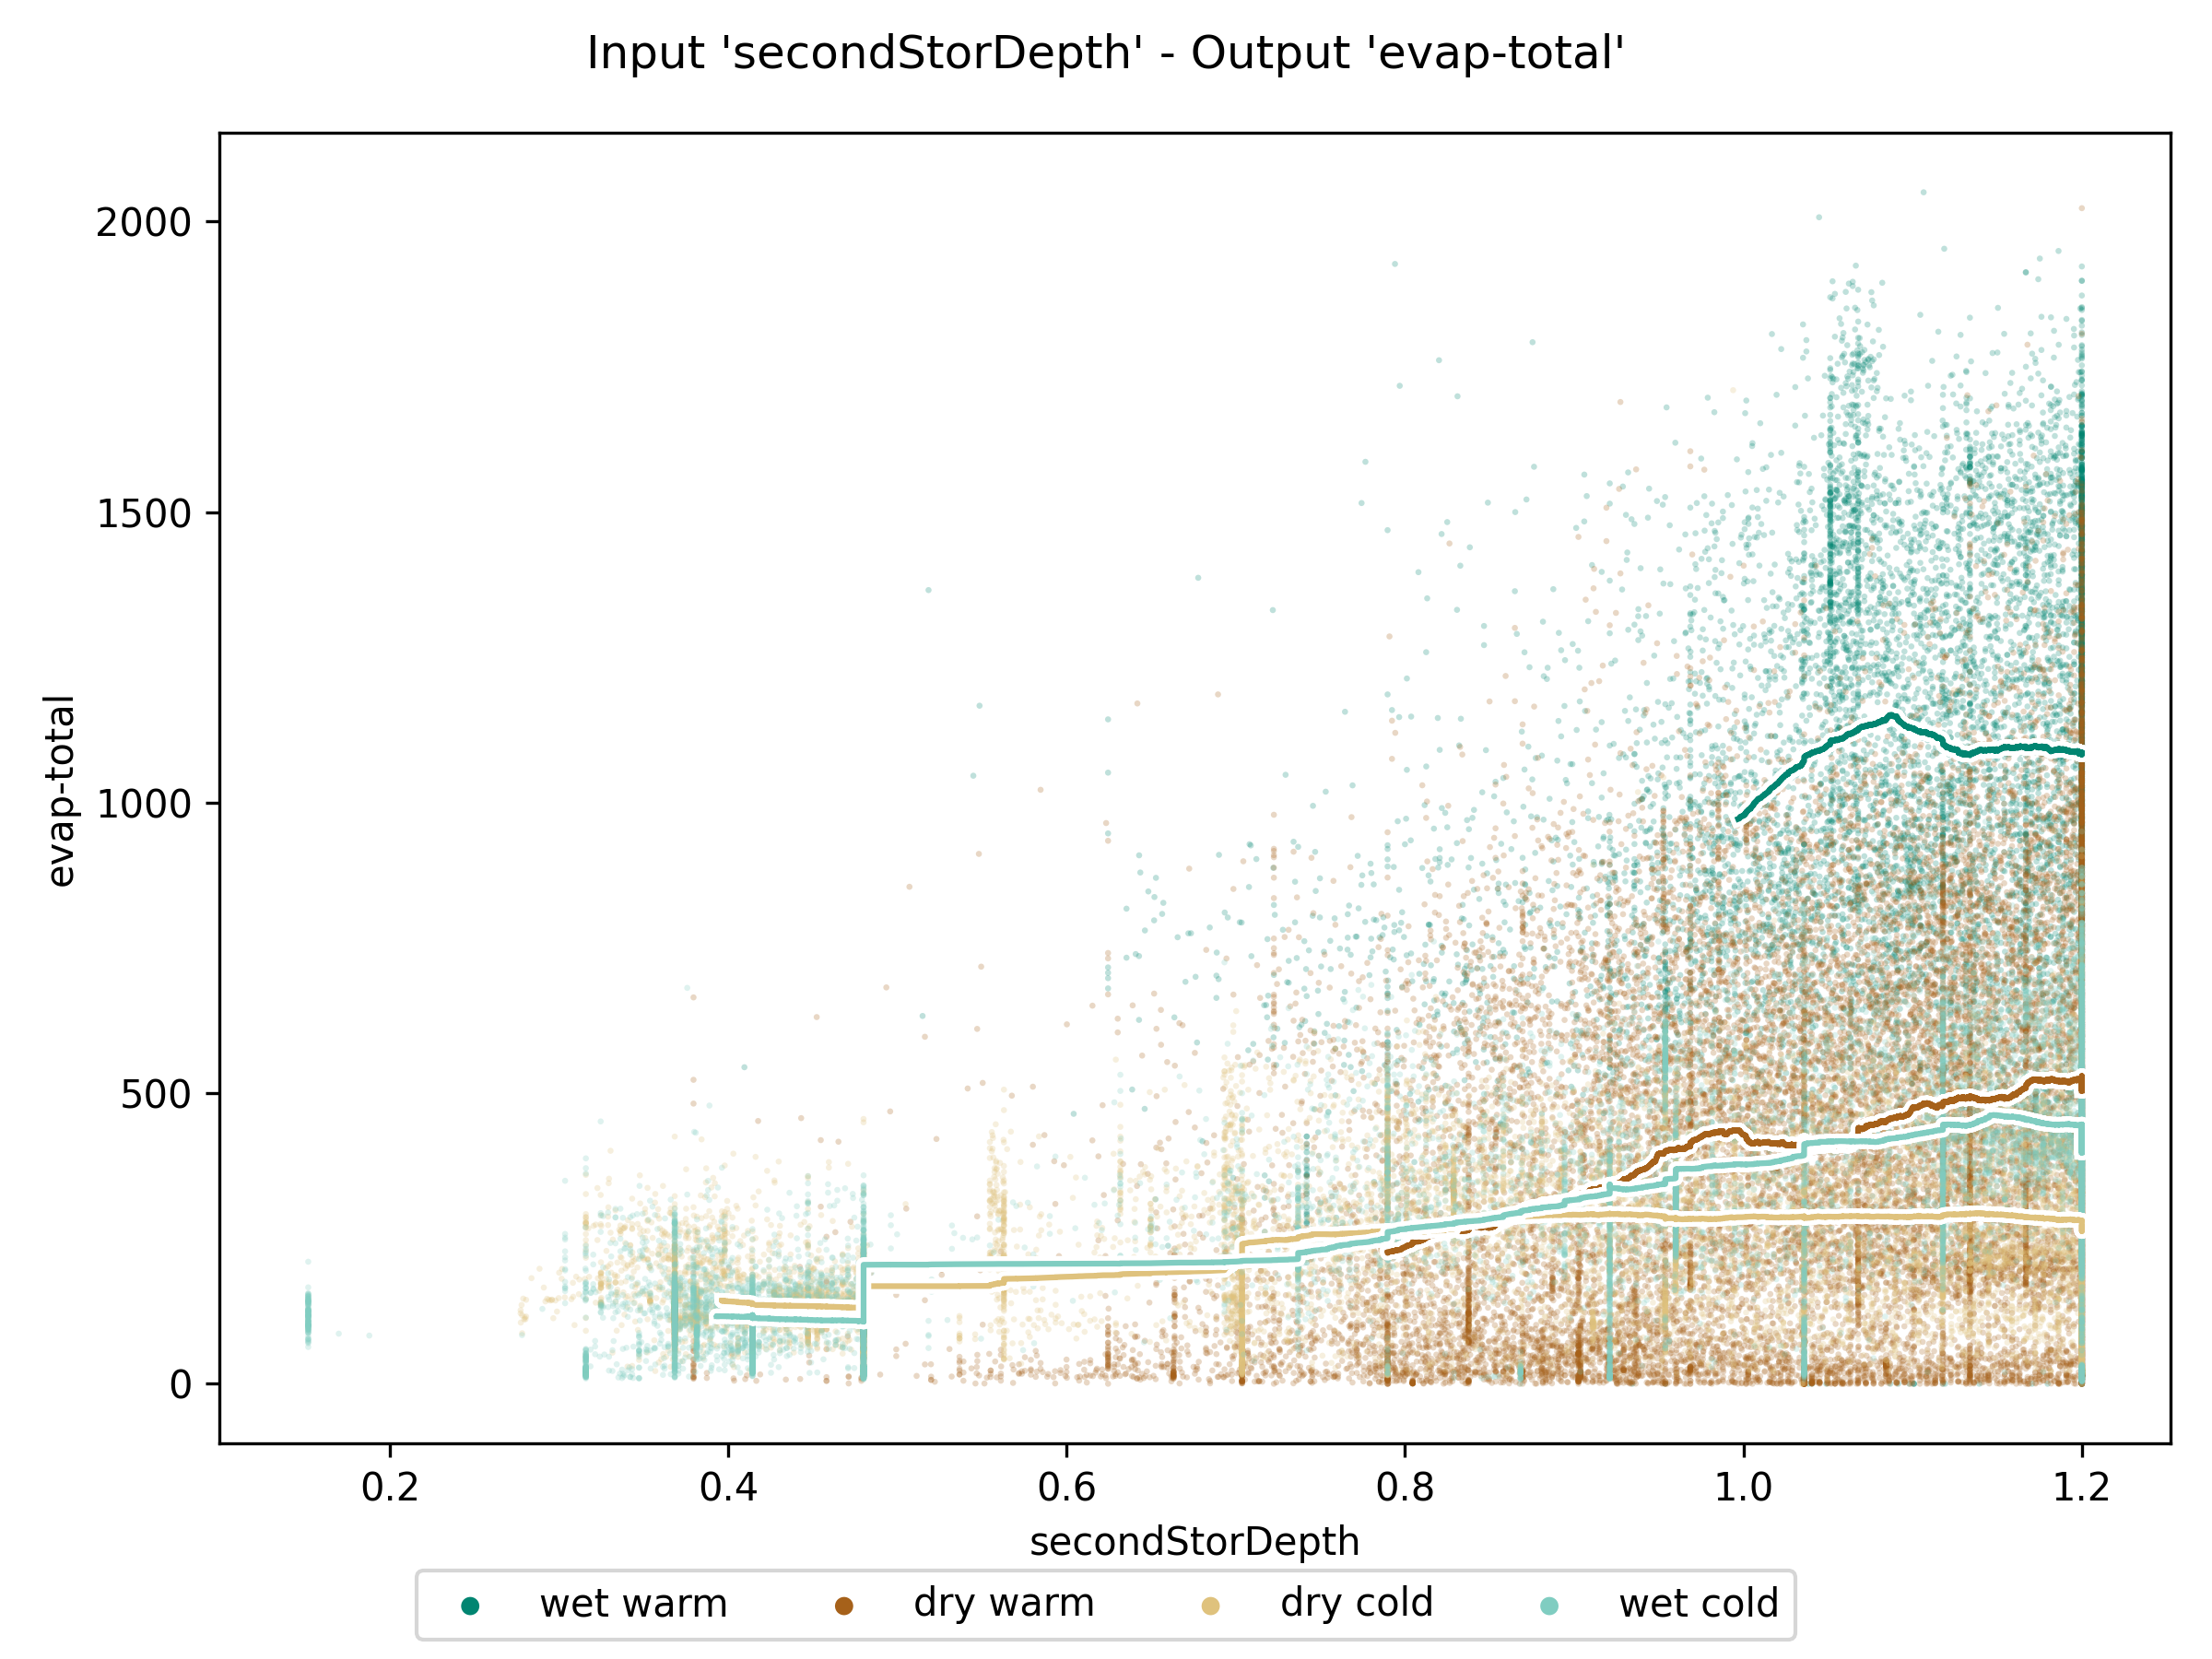 Input 'secondStorDepth' - Output 'evap-total'
2000
1500
1000
500
0
evap-total
0.2 0.4 0.6 0.8 1.0 1.2
secondStorDepth
wet warm dry warm dry cold wet cold